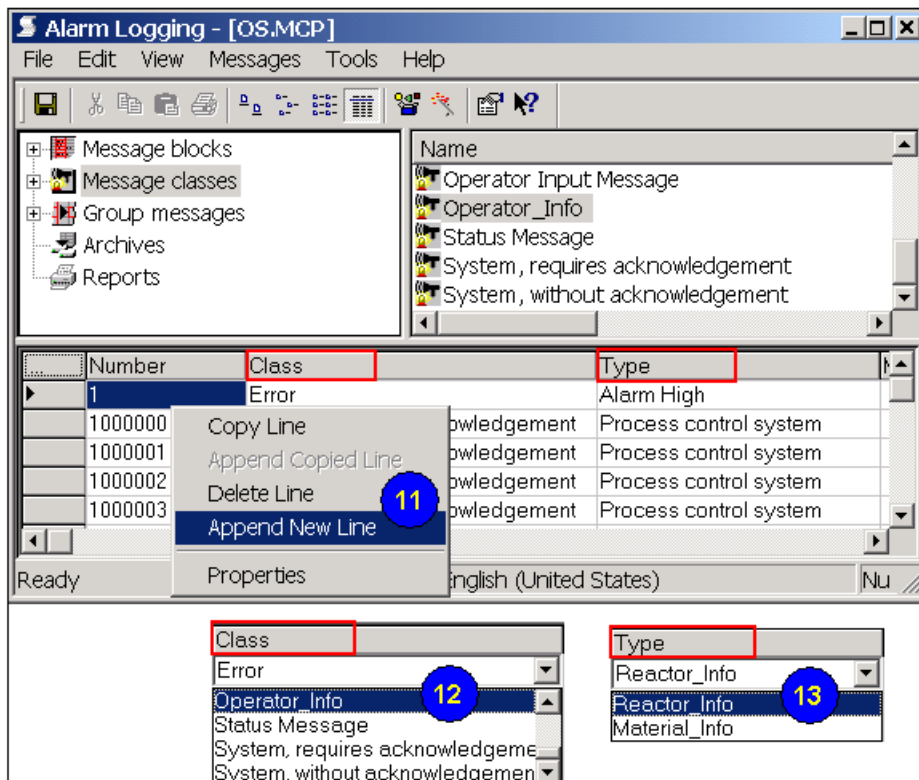 Alarm Logging - [OS.MCP]
File Edit View Messages Tools Help
Message blocks
Message classes
Group messages
Archives
Reports
Name
Operator Input Message
Operator_Info
Status Message
System, requires acknowledgement
System, without acknowledgement
... Number Class Type
1 Error Alarm High
1000000 owledgement Process control system
1000001 owledgement Process control system
1000002 owledgement Process control system
1000003 owledgement Process control system
Copy Line
Append Copied Line
Delete Line
Append New Line
Properties
11
Ready English (United States) Nu
Class
Error
Operator_Info
Status Message
System, requires acknowledgeme
System, without acknowledgemen
12
Type
Reactor_Info
Reactor_Info
Material_Info
13